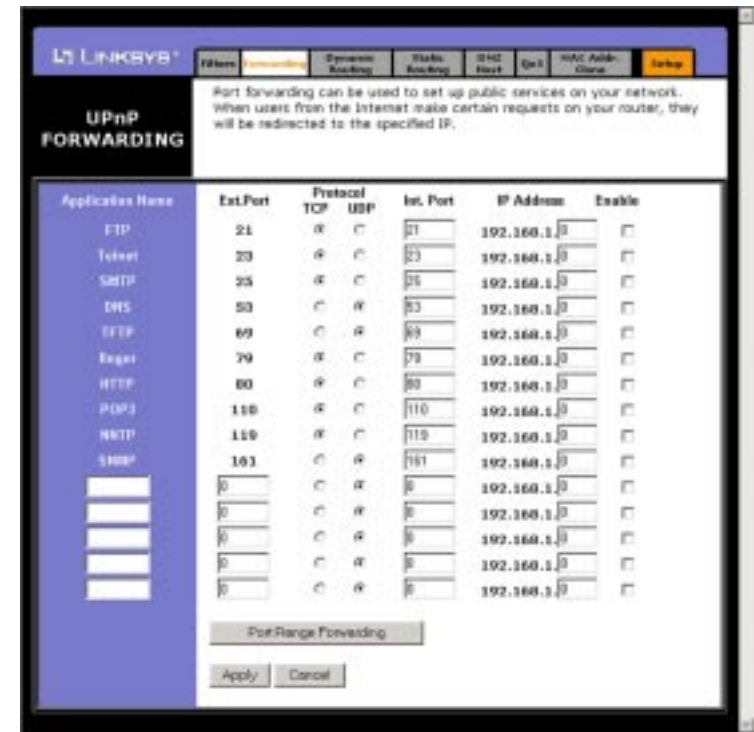 LINKSYS®
Filters Forwarding Dynamic Routing Static Routing DMZ Host QoS MAC Addr. Clone Setup
UPnP FORWARDING
Port forwarding can be used to set up public services on your network.
When users from the Internet make certain requests on your router, they
will be redirected to the specified IP.
Application Name Ext.Port Protocol TCP UDP Int. Port IP Address Enable
FTP 21 21 192.168.1.0
Telnet 23 23 192.168.1.0
SMTP 25 25 192.168.1.0
DNS 53 53 192.168.1.0
TFTP 69 69 192.168.1.0
finger 79 79 192.168.1.0
HTTP 80 80 192.168.1.0
POP3 110 110 192.168.1.0
NNTP 119 119 192.168.1.0
SNMP 161 161 192.168.1.0
0 0 192.168.1.0
0 0 192.168.1.0
0 0 192.168.1.0
0 0 192.168.1.0
0 0 192.168.1.0
Port Range Forwarding
Apply Cancel